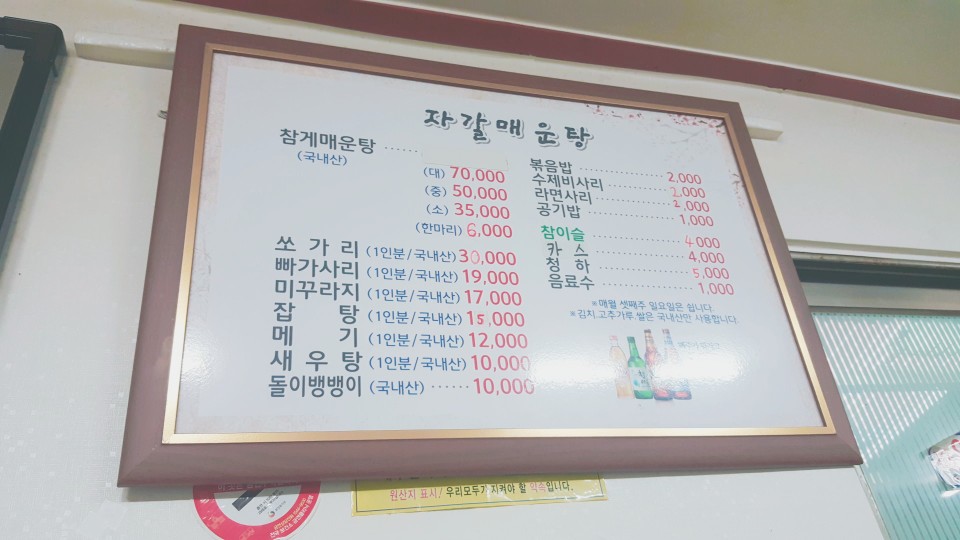 자갈매운탕
참게매운탕 ······
(국내산)
(대) 70,000
(중) 50,000
(소) 35,000
(한마리) 6,000
쏘 가 리 (1인분/국내산) 30,000
빠가사리 (1인분/국내산) 19,000
미꾸라지 (1인분/국내산) 17,000
잡 탕 (1인분/국내산) 15,000
메 기 (1인분/국내산) 12,000
새 우 탕 (1인분/국내산) 10,000
돌이뱅뱅이 (국내산) ······ 10,000
볶음밥 ·················· 2,000
수제비사리 ············ 2,000
라면사리 ··············· 2,000
공기밥 ·················· 1,000
참이슬 ·················· 4000
카 스 ·················· 4,000
청 하 ·················· 5,000
음료수 ·················· 1,000
※매월 셋째주 일요일은 쉽니다.
※김치.고추가루.쌀은 국내산만 사용합니다.
원산지 표시/ 우리모두가 지켜야 할 약속입니다.